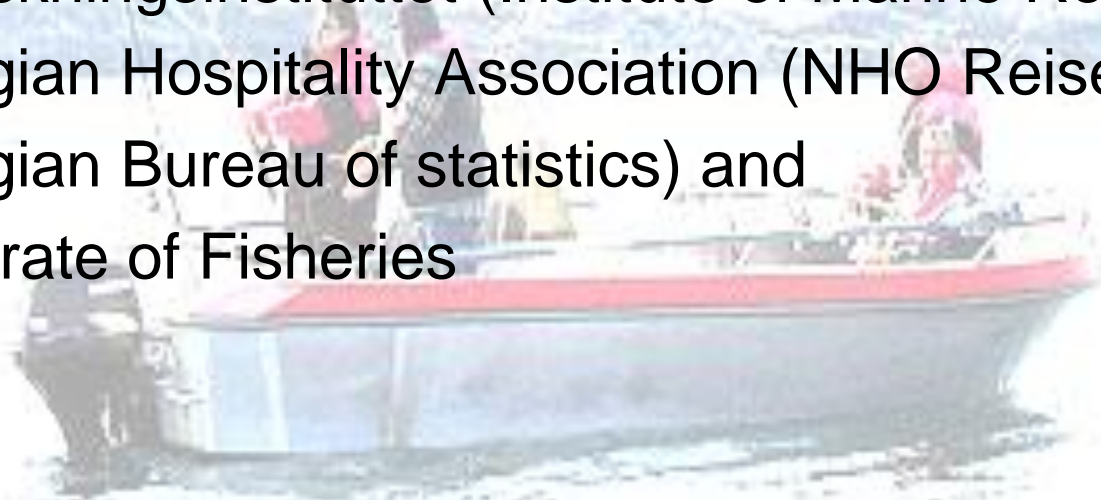 gian Hospitality Association (NHO Reise
gian Bureau of statistics) and
rate of Fisheries